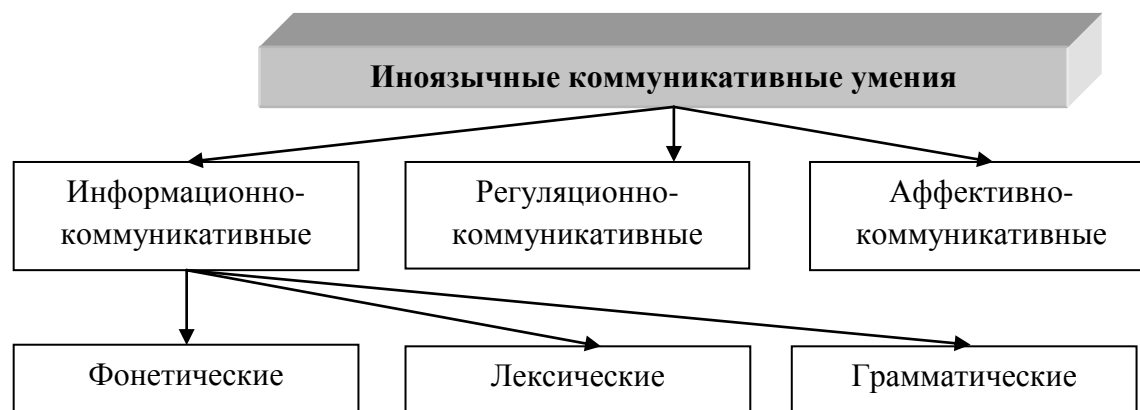 Иноязычные коммуникативные умения
Информационно-
коммуникативные
Регуляционно-
коммуникативные
Аффективно-
коммуникативные
Фонетические
Лексические
Грамматические